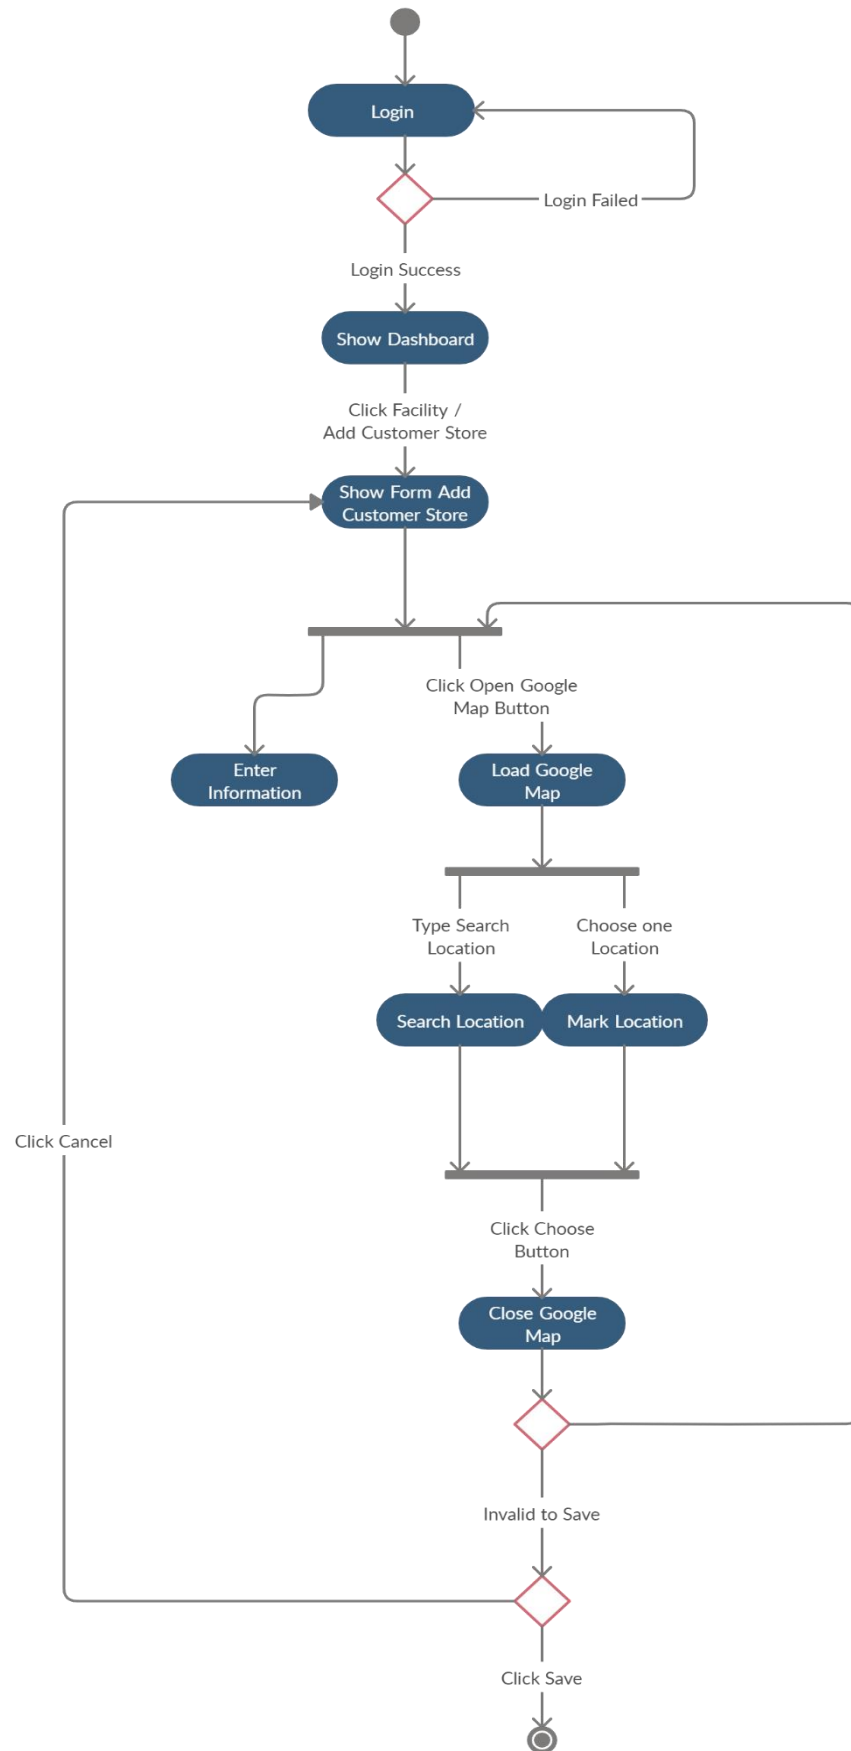 Login
Login Failed
Login Success
Show Dashboard
Click Facility /
Add Customer Store
Show Form Add
Customer Store
Click Open Google
Map Button
Enter
Information
Load Google
Map
Type Search
Location
Choose one
Location
Search Location
Mark Location
Click Cancel
Click Choose
Button
Close Google
Map
Invalid to Save
Click Save